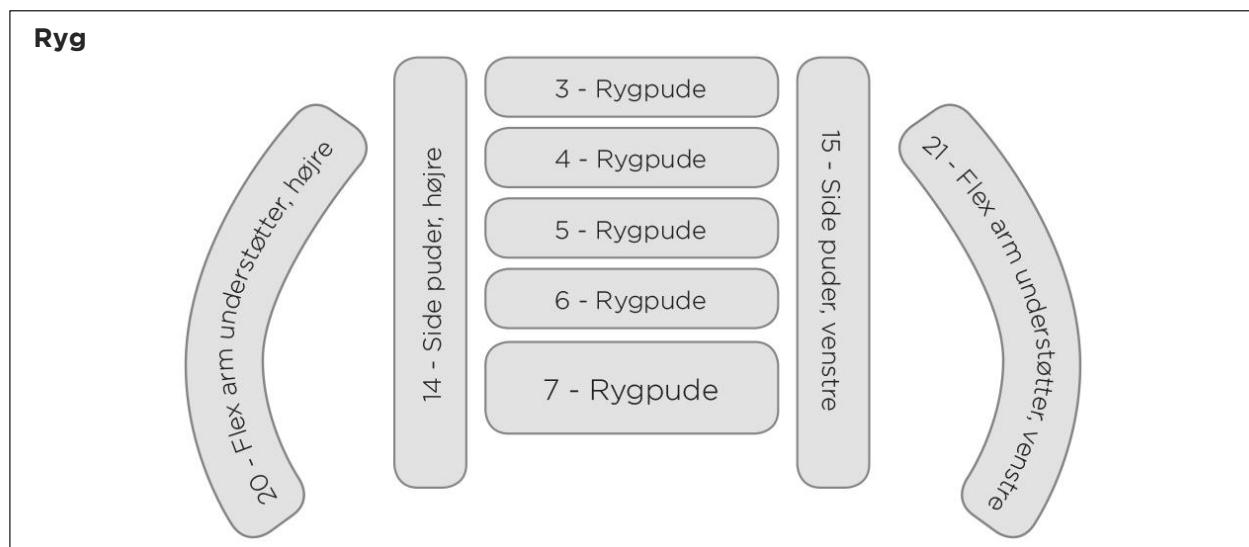 Ryg
20 - Flex arm understøtter, højre
14 - Side puder, højre
3 - Rygpude
4 - Rygpude
5 - Rygpude
6 - Rygpude
7 - Rygpude
15 - Side puder, venstre
21 - Flex arm understøtter, venstre